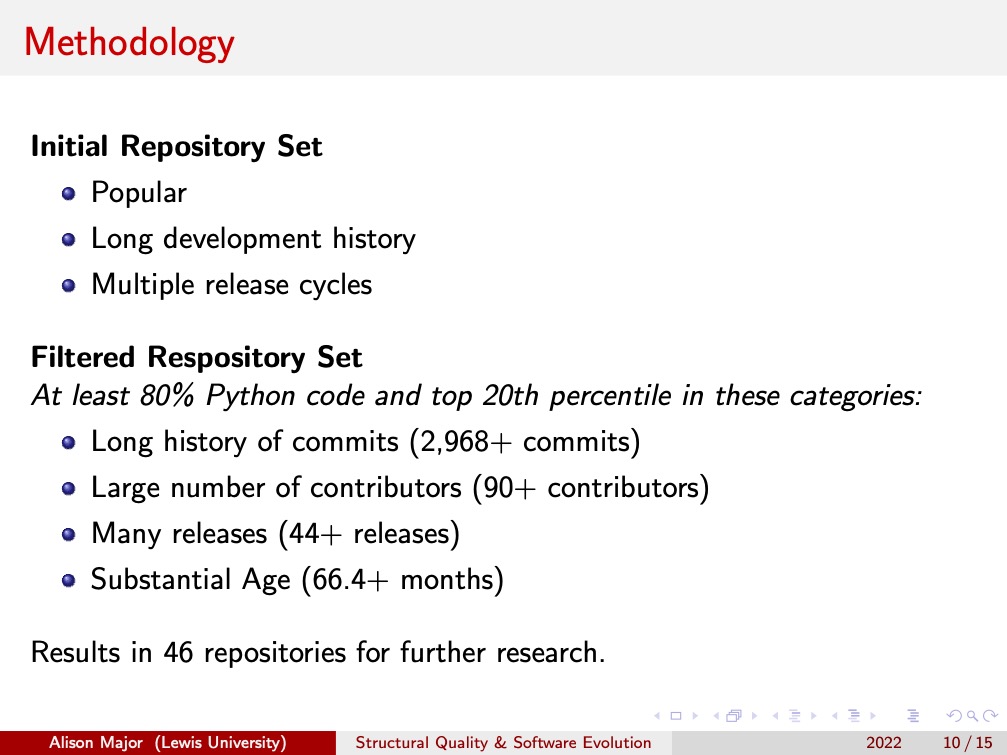 Methodology
Initial Repository Set
Popular
Long development history
Multiple release cycles
Filtered Respository Set
At least 80% Python code and top 20th percentile in these categories:
Long history of commits (2,968+ commits)
Large number of contributors (90+ contributors)
Many releases (44+ releases)
Substantial Age (66.4+ months)
Results in 46 repositories for further research.
Alison Major (Lewis University) Structural Quality & Software Evolution 2022 10 / 15